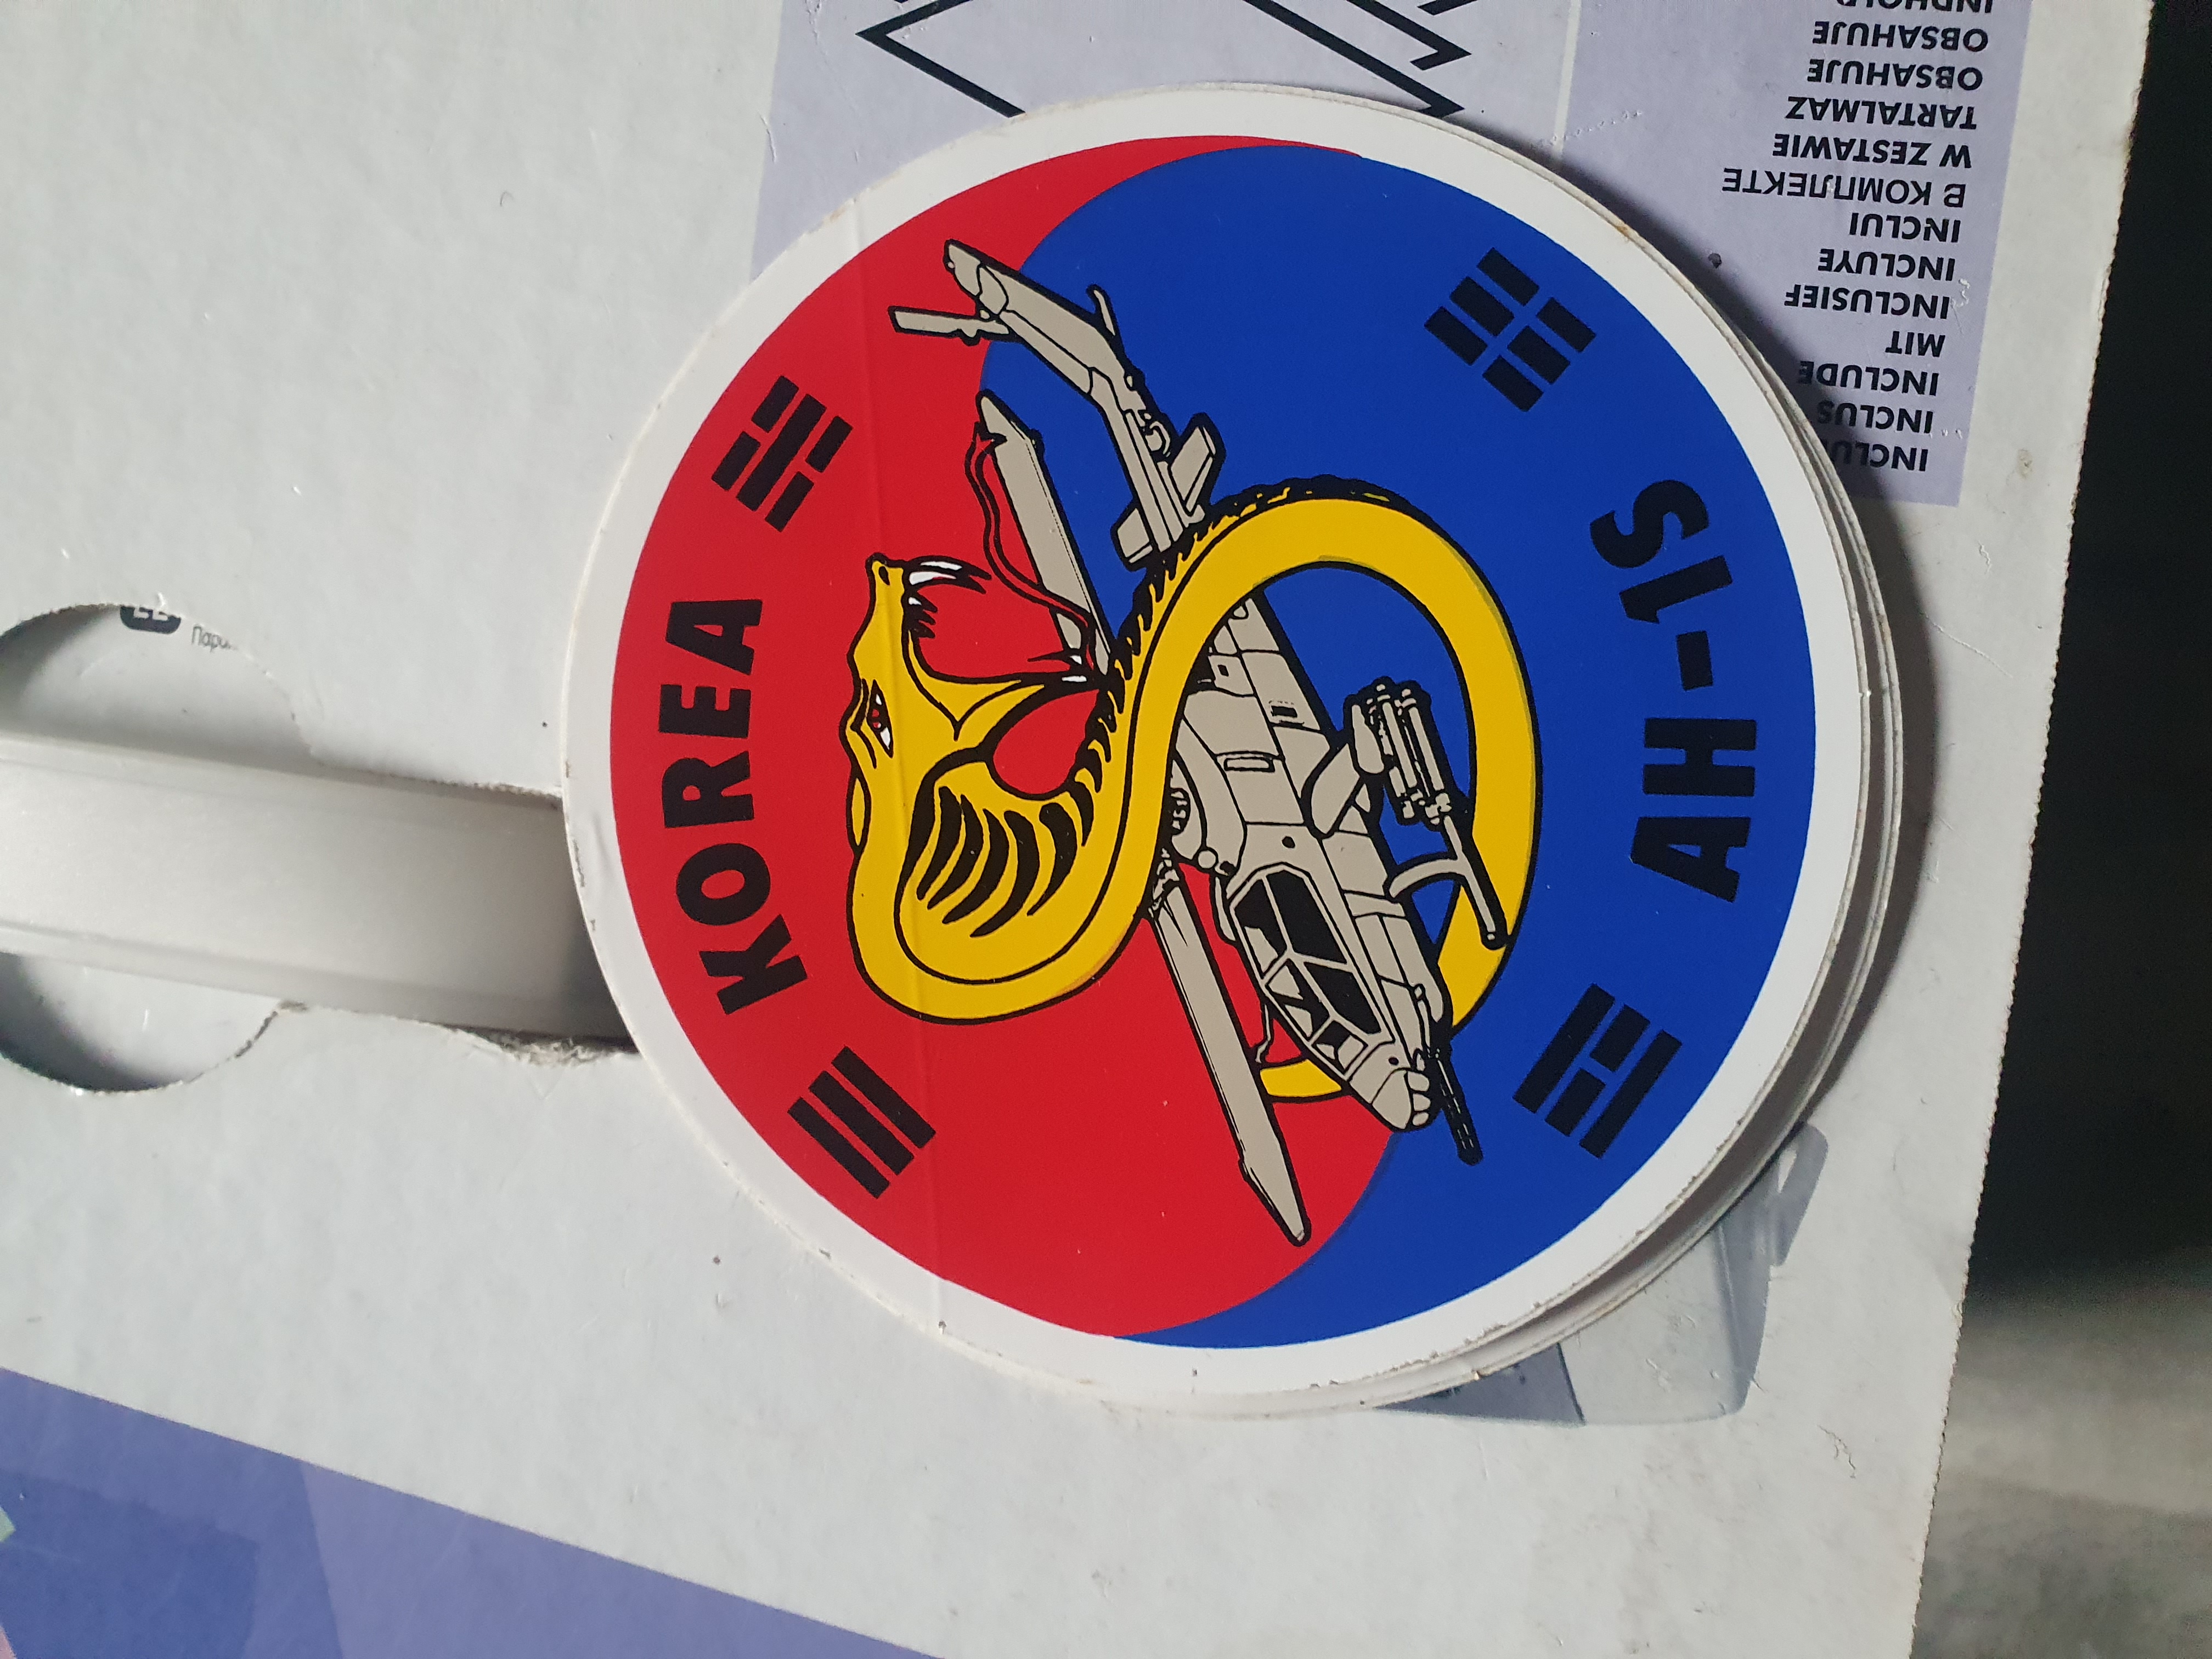 KOREA
AH-1S
INCLUS
INCLUDE
MIT
INCLUSIEF
INCLUYE
INCLUI
В КОМПЛЕКТЕ
W ZESTAWIE
TARTALMAZ
OBSAHUJE
OBSAHUJE